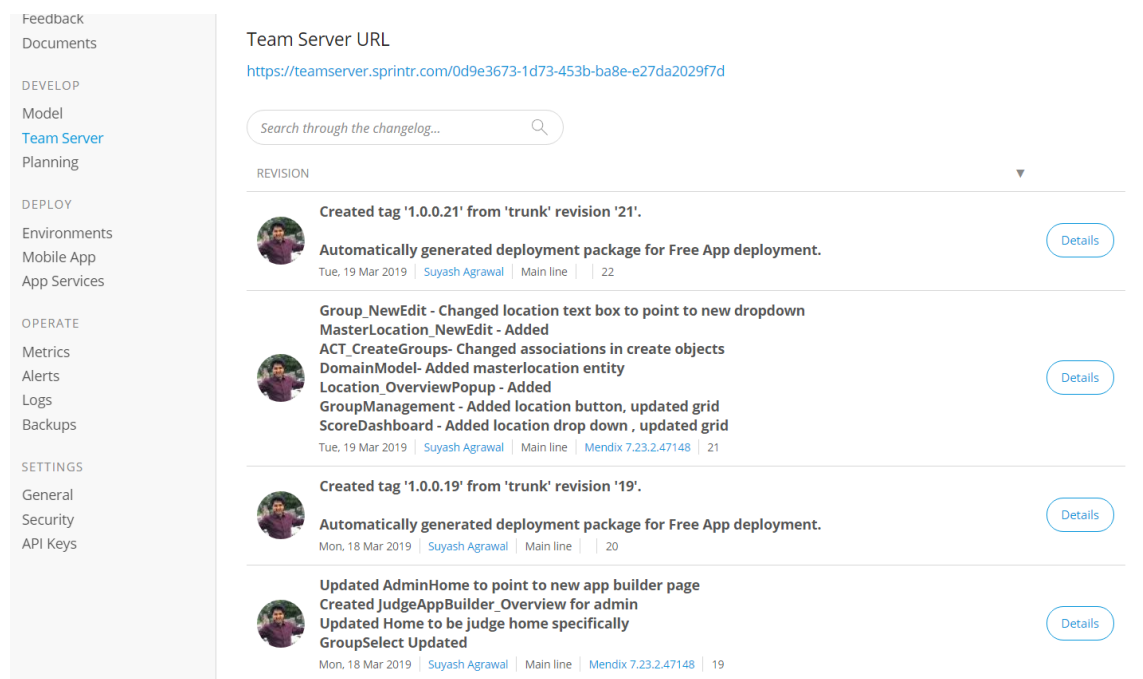 Feedback
Documents
DEVELOP
Model
Team Server
Planning
DEPLOY
Environments
Mobile App
App Services
OPERATE
Metrics
Alerts
Logs
Backups
SETTINGS
General
Security
API Keys
Team Server URL
https://teamserver.sprintr.com/0d9e3673-1d73-453b-ba8e-e27da2029f7d
Search through the changelog...
REVISION
Created tag '1.0.0.21' from 'trunk' revision '21'.
Automatically generated deployment package for Free App deployment.
Tue, 19 Mar 2019 Suyash Agrawal Main line 22
Details
Group_NewEdit - Changed location text box to point to new dropdown
MasterLocation_NewEdit - Added
ACT_CreateGroups- Changed associations in create objects
DomainModel- Added masterlocation entity
Location_OverviewPopup - Added
GroupManagement - Added location button, updated grid
ScoreDashboard - Added location drop down , updated grid
Tue, 19 Mar 2019 Suyash Agrawal Main line Mendix 7.23.2.47148 21
Details
Created tag '1.0.0.19' from 'trunk' revision '19'.
Automatically generated deployment package for Free App deployment.
Mon, 18 Mar 2019 Suyash Agrawal Main line 20
Details
Updated AdminHome to point to new app builder page
Created JudgeAppBuilder_Overview for admin
Updated Home to be judge home specifically
GroupSelect Updated
Mon, 18 Mar 2019 Suyash Agrawal Main line Mendix 7.23.2.47148 19
Details